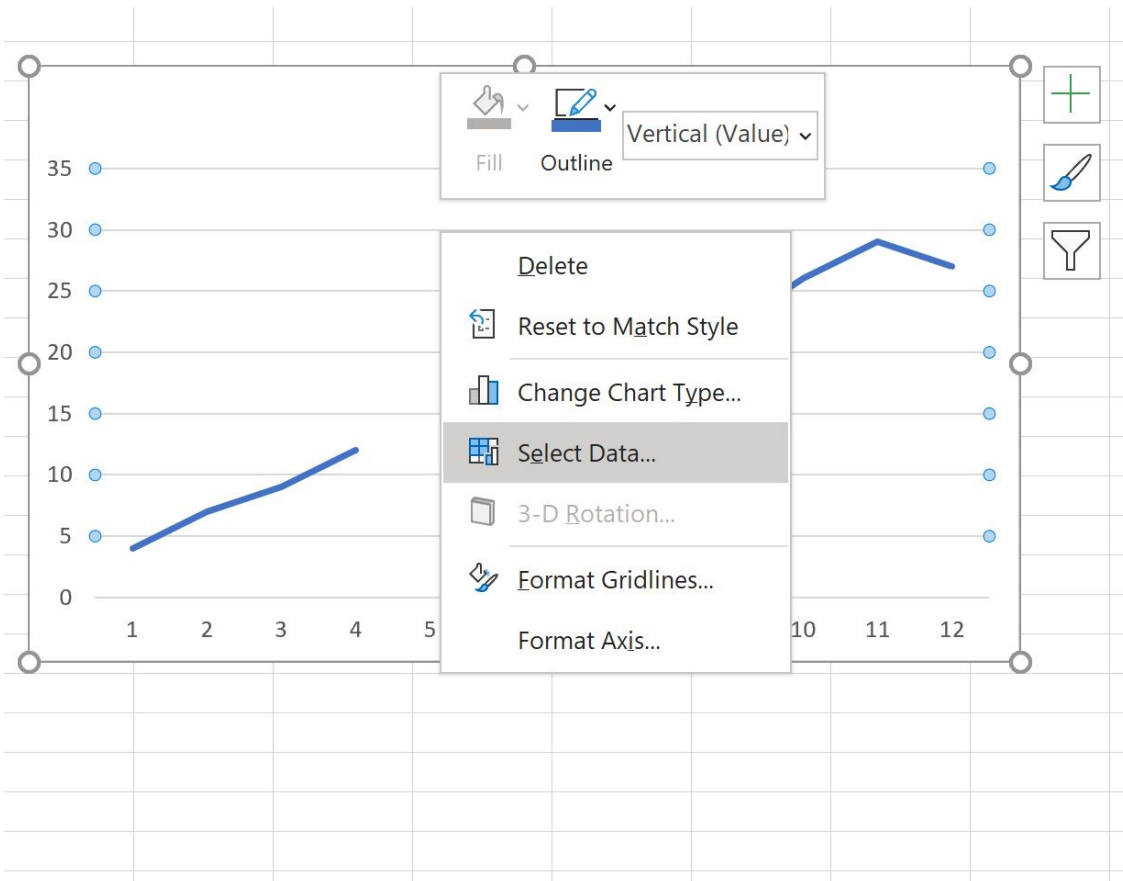 Fill
Outline
Vertical (Value)
35
30
25
20
15
10
5
0
1 2 3 4 5 10 11 12
Delete
Reset to Match Style
Change Chart Type...
Select Data...
3-D Rotation...
Format Gridlines...
Format Axis...